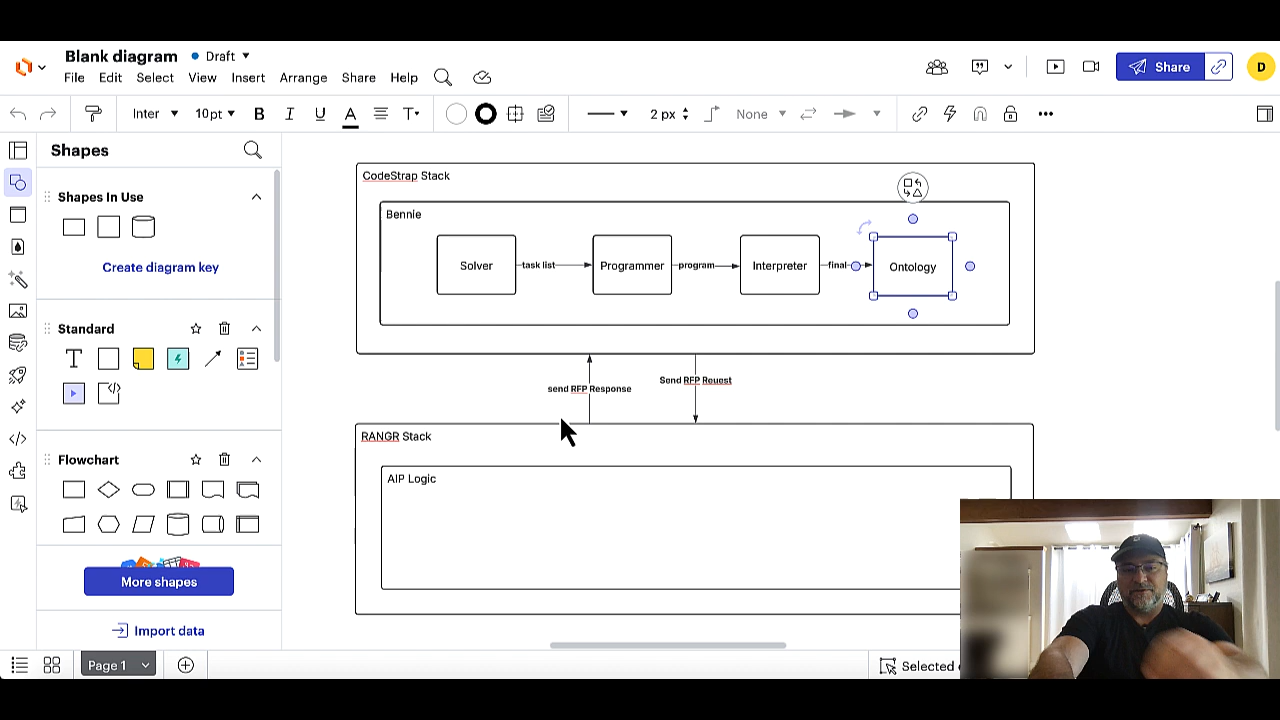 Blank diagram
Draft
D
Share
File Edit Select View Insert Arrange Share Help
Inter 10pt B I U A T 2 px None
Shapes
Shapes In Use
Create diagram key
Standard
T
Flowchart
More shapes
Import data
CodeStrap Stack
Bennie
Solver task list Programmer program Interpreter final Ontology
send RFP Response
Send RFP Reuest
RANGR Stack
AIP Logic
Page 1
Selected